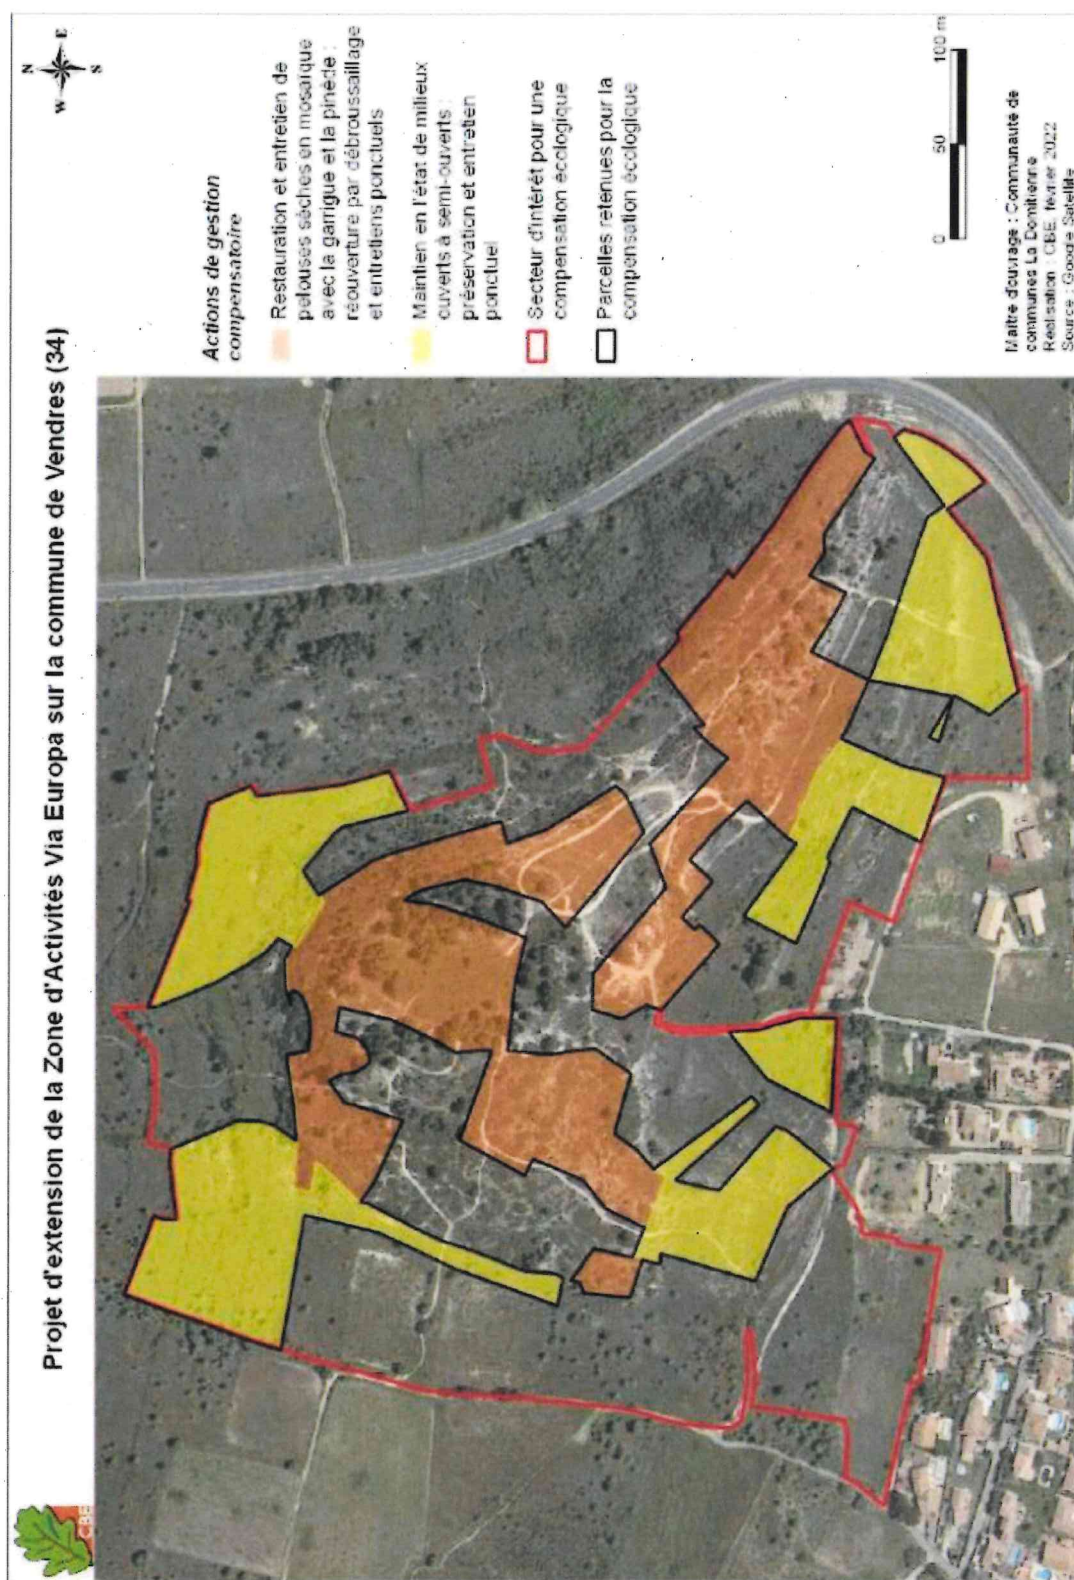 Projet d'extension de la Zone d'Activités Via Europa sur la commune de Vendres (34)
CBE
N
W E
S
Actions de gestion
compensatoire
Restauration et entretien de
pelouses sèches en mosaïque
avec la garrigue et la pinède :
réouverture par débroussaillage
et entretiens ponctuels
Maintien en l'état de milieux
ouverts à semi-ouverts :
préservation et entretien
ponctuel
Secteur d'intérêt pour une
compensation écologique
Parcelles retenues pour la
compensation écologique
0 50 100 m
Maître d'ouvrage : Communauté de
communes La Domitienne
Réalisation : CBE, février 2022
Source : Google Satellite